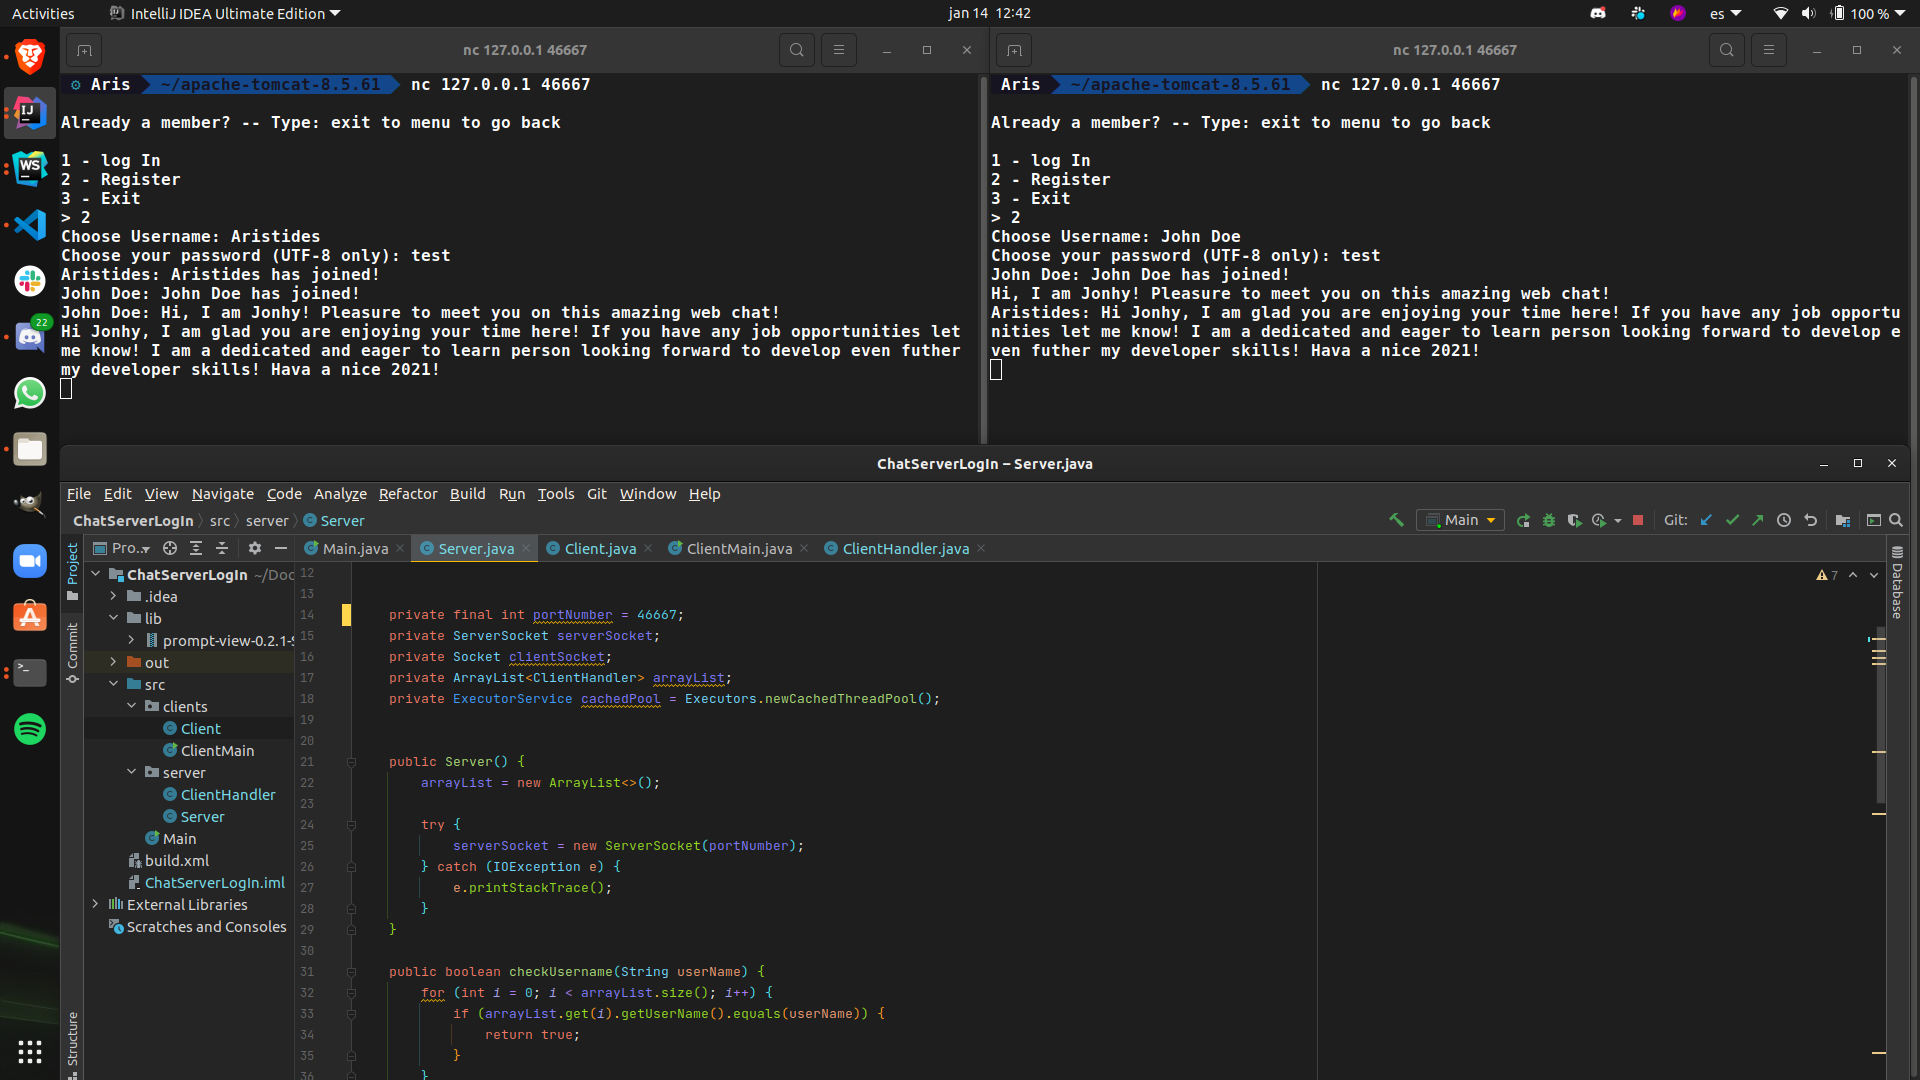 Activities
IntelliJ IDEA Ultimate Edition
jan 14 12:42
es
100 %
nc 127.0.0.1 46667
Aris ~/apache-tomcat-8.5.61 nc 127.0.0.1 46667
Already a member? -- Type: exit to menu to go back
1 - log In
2 - Register
3 - Exit
> 2
Choose Username: Aristides
Choose your password (UTF-8 only): test
Aristides: Aristides has joined!
John Doe: John Doe has joined!
John Doe: Hi, I am Jonhy! Pleasure to meet you on this amazing web chat!
Hi Jonhy, I am glad you are enjoying your time here! If you have any job opportunities let
me know! I am a dedicated and eager to learn person looking forward to develop even futher
my developer skills! Hava a nice 2021!
nc 127.0.0.1 46667
Aris ~/apache-tomcat-8.5.61 nc 127.0.0.1 46667
Already a member? -- Type: exit to menu to go back
1 - log In
2 - Register
3 - Exit
> 2
Choose Username: John Doe
Choose your password (UTF-8 only): test
John Doe: John Doe has joined!
Hi, I am Jonhy! Pleasure to meet you on this amazing web chat!
Aristides: Hi Jonhy, I am glad you are enjoying your time here! If you have any job opportu
nities let me know! I am a dedicated and eager to learn person looking forward to develop e
ven futher my developer skills! Hava a nice 2021!
IJ
WS
22
ChatServerLogIn – Server.java
File Edit View Navigate Code Analyze Refactor Build Run Tools Git Window Help
ChatServerLogIn src server Server
Main
Git:
Project
Commit
Structure
Database
Pro..
Main.java
Server.java
Client.java
ClientMain.java
ClientHandler.java
ChatServerLogIn ~/Doc
.idea
lib
prompt-view-0.2.1-S
out
src
clients
Client
ClientMain
server
ClientHandler
Server
Main
build.xml
ChatServerLogIn.iml
External Libraries
Scratches and Consoles
7
12
13
14 private final int portNumber = 46667;
15 private ServerSocket serverSocket;
16 private Socket clientSocket;
17 private ArrayList<ClientHandler> arrayList;
18 private ExecutorService cachedPool = Executors.newCachedThreadPool();
19
20
21 public Server() {
22 arrayList = new ArrayList<>();
23
24 try {
25 serverSocket = new ServerSocket(portNumber);
26 } catch (IOException e) {
27 e.printStackTrace();
28 }
29 }
30
31 public boolean checkUsername(String userName) {
32 for (int i = 0; i < arrayList.size(); i++) {
33 if (arrayList.get(i).getUserName().equals(userName)) {
34 return true;
35 }
36 }